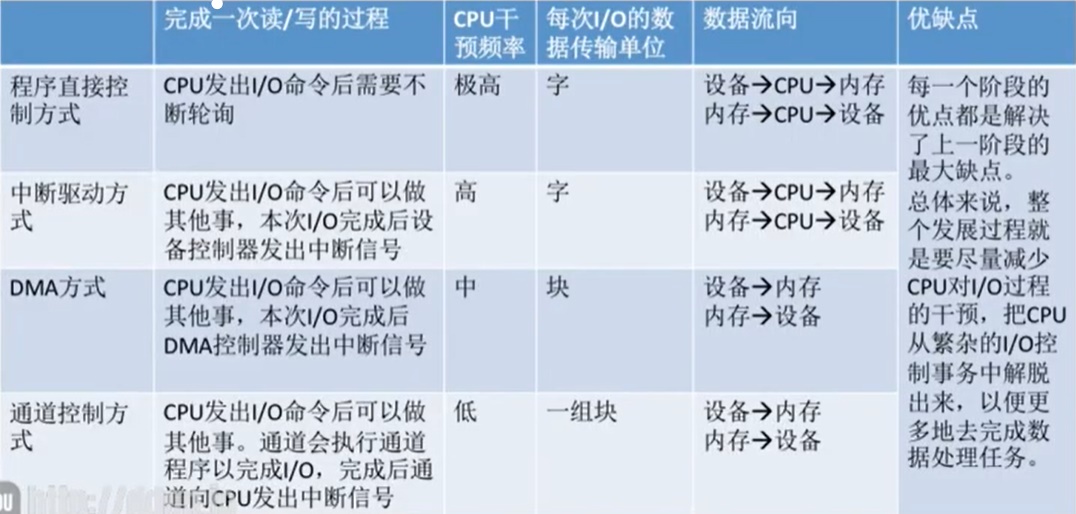 完成一次读/写的过程
CPU干
预频率
每次I/O的数
据传输单位
数据流向
优缺点
程序直接控
制方式
CPU发出I/O命令后需要不
断轮询
极高
字
设备→CPU→内存
内存→CPU→设备
每一个阶段的
优点都是解决
了上一阶段的
最大缺点。
总体来说，整
个发展过程就
是要尽量减少
CPU对I/O过程
的干预，把CPU
从繁杂的I/O控
制事务中解脱
出来，以便更
多地去完成数
据处理任务。
中断驱动方
式
CPU发出I/O命令后可以做
其他事，本次I/O完成后设
备控制器发出中断信号
高
字
设备→CPU→内存
内存→CPU→设备
DMA方式
CPU发出I/O命令后可以做
其他事，本次I/O完成后
DMA控制器发出中断信号
中
块
设备→内存
内存→设备
通道控制方
式
CPU发出I/O命令后可以做
其他事。通道会执行通道
程序以完成I/O，完成后通
道向CPU发出中断信号
低
一组块
设备→内存
内存→设备